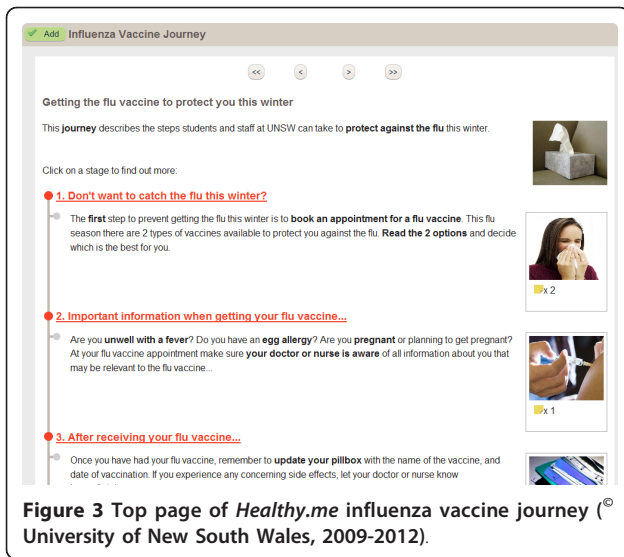 Add Influenza Vaccine Journey
<< < > >>
Getting the flu vaccine to protect you this winter
This journey describes the steps students and staff at UNSW can take to protect against the flu this winter.
Click on a stage to find out more:
1. Don't want to catch the flu this winter?
The first step to prevent getting the flu this winter is to book an appointment for a flu vaccine. This flu
season there are 2 types of vaccines available to protect you against the flu. Read the 2 options and decide
which is the best for you.
x 2
2. Important information when getting your flu vaccine...
Are you unwell with a fever? Do you have an egg allergy? Are you pregnant or planning to get pregnant?
At your flu vaccine appointment make sure your doctor or nurse is aware of all information about you that
may be relevant to the flu vaccine...
x 1
3. After receiving your flu vaccine...
Once you have had your flu vaccine, remember to update your pillbox with the name of the vaccine, and
date of vaccination. If you experience any concerning side effects, let your doctor or nurse know
Figure 3 Top page of Healthy.me influenza vaccine journey (©
University of New South Wales, 2009-2012).